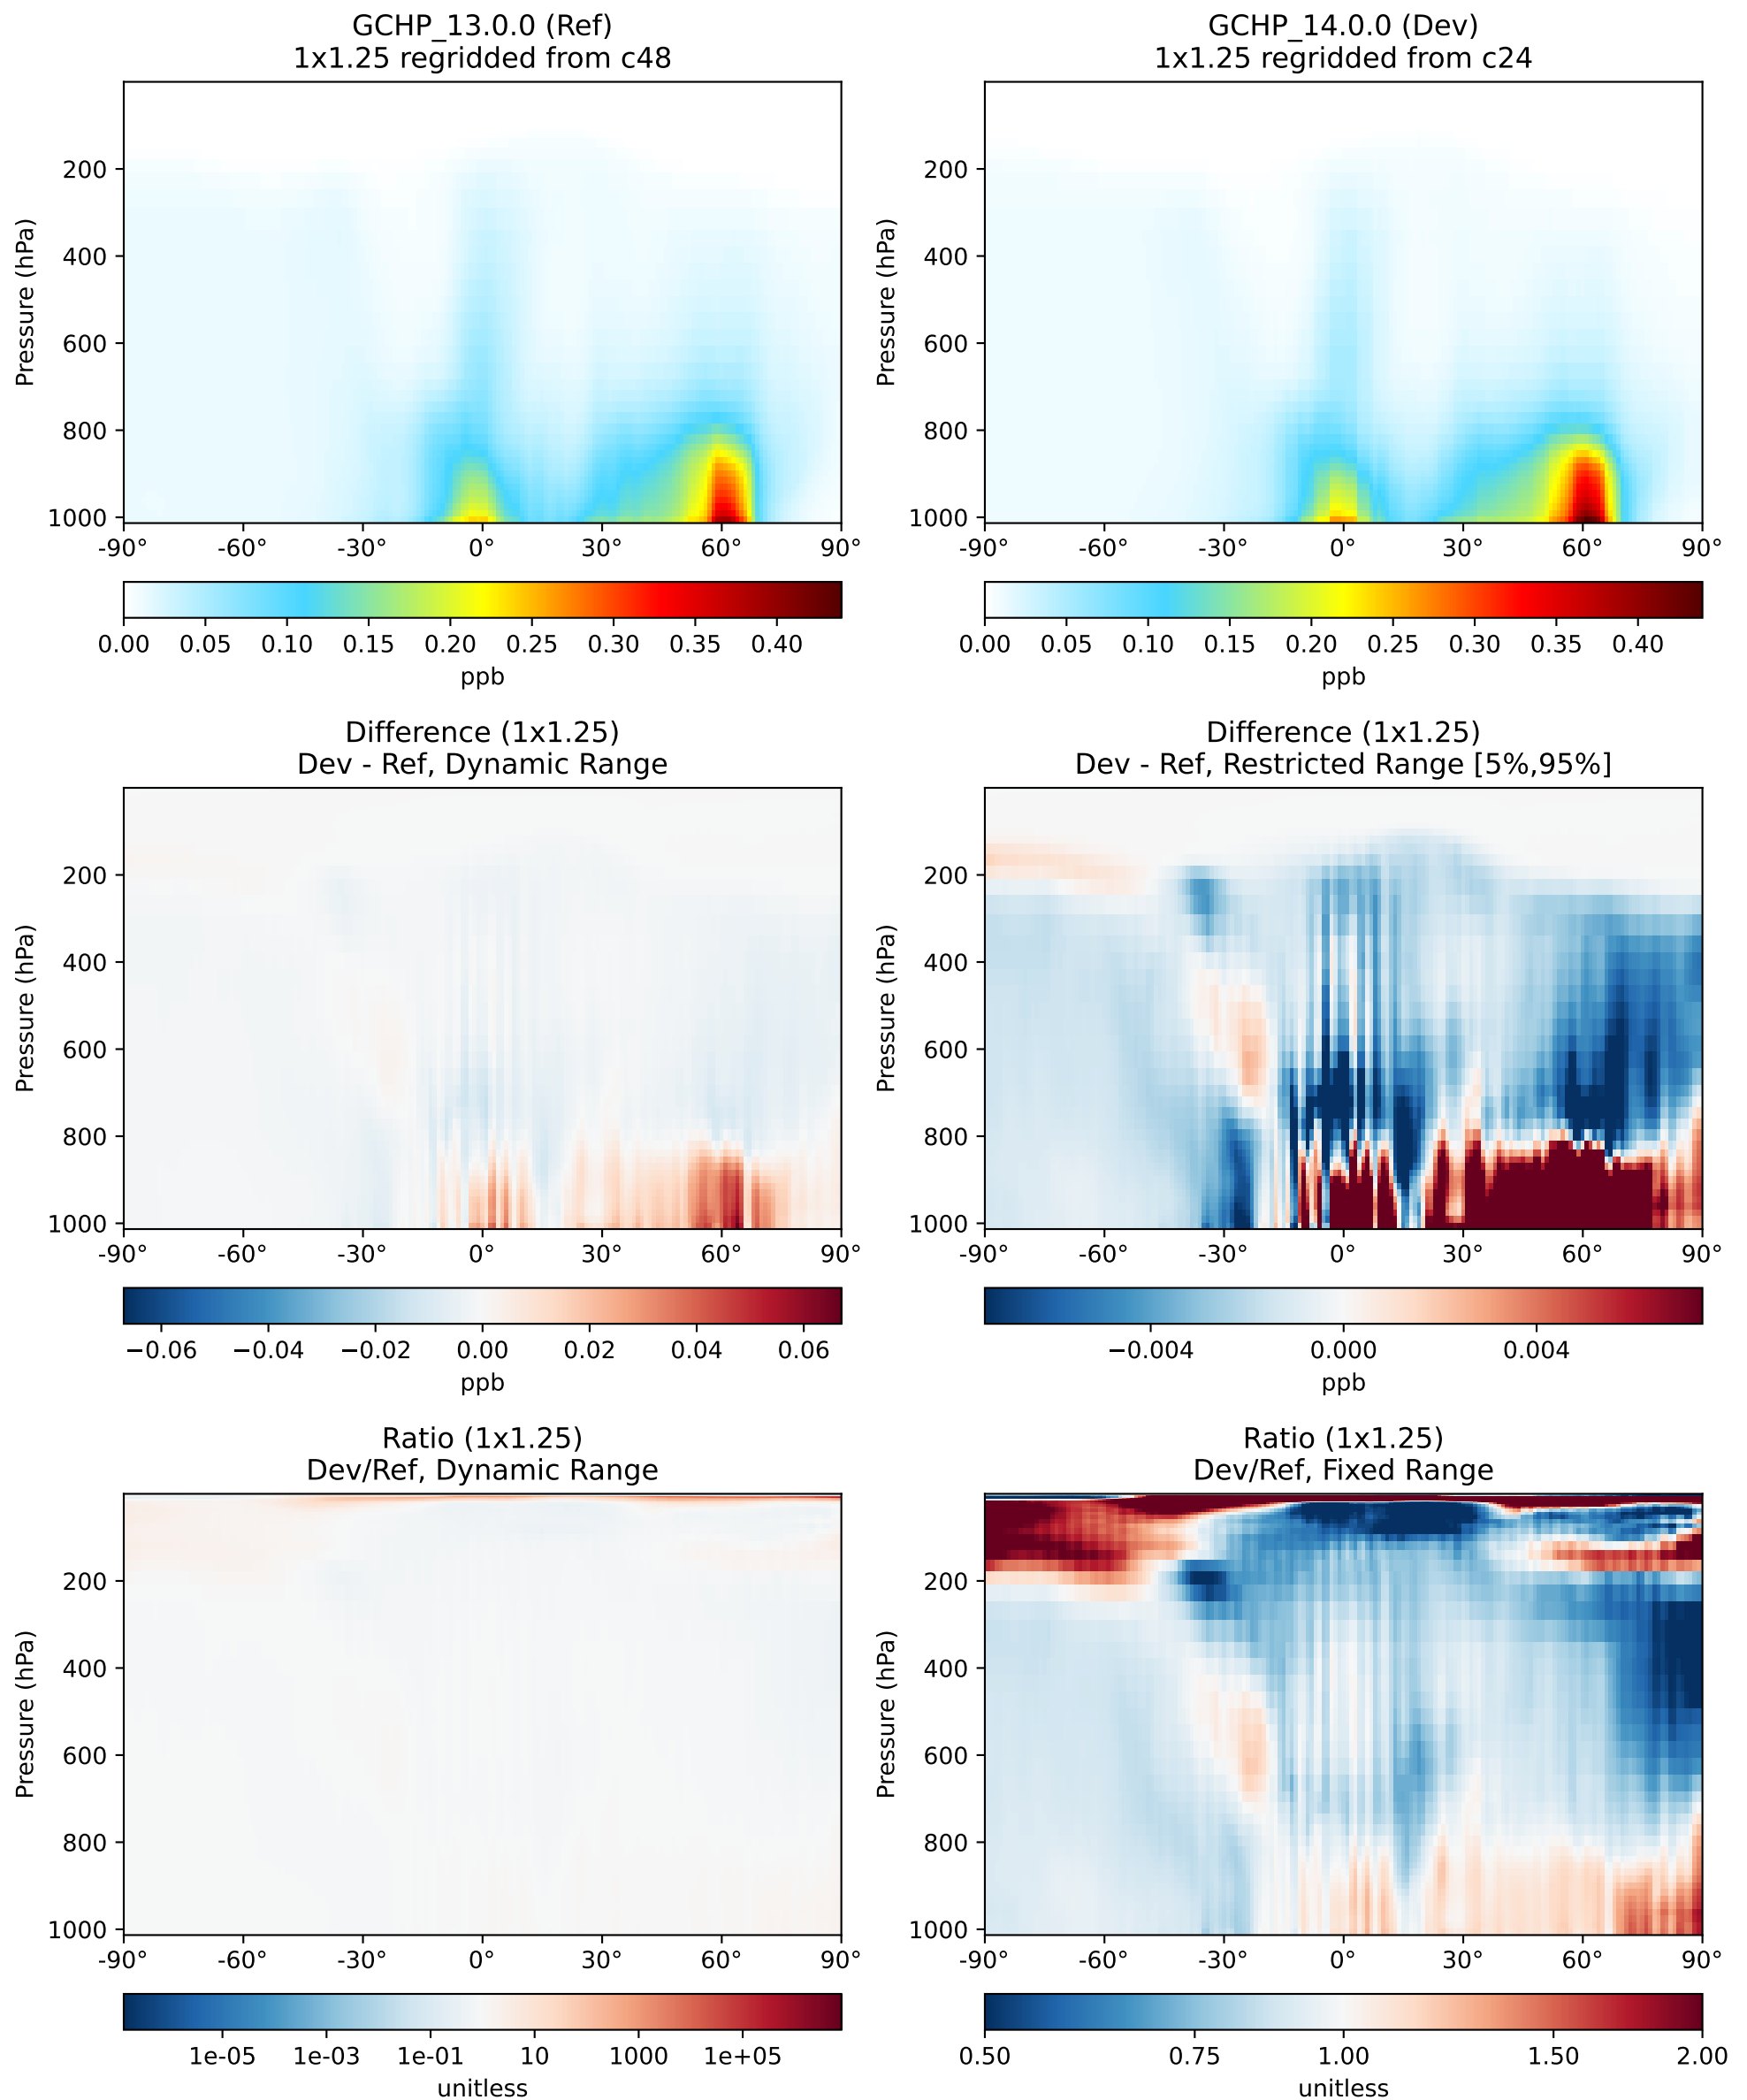 GCHP_13.0.0 (Ref)
1x1.25 regridded from c48
Pressure (hPa)
200
400
600
800
1000
-90° -60° -30° 0° 30° 60° 90°
0.00 0.05 0.10 0.15 0.20 0.25 0.30 0.35 0.40
ppb
GCHP_14.0.0 (Dev)
1x1.25 regridded from c24
Pressure (hPa)
200
400
600
800
1000
-90° -60° -30° 0° 30° 60° 90°
0.00 0.05 0.10 0.15 0.20 0.25 0.30 0.35 0.40
ppb
Difference (1x1.25)
Dev - Ref, Dynamic Range
Pressure (hPa)
200
400
600
800
1000
-90° -60° -30° 0° 30° 60° 90°
−0.06 −0.04 −0.02 0.00 0.02 0.04 0.06
ppb
Difference (1x1.25)
Dev - Ref, Restricted Range [5%,95%]
Pressure (hPa)
200
400
600
800
1000
-90° -60° -30° 0° 30° 60° 90°
−0.004 0.000 0.004
ppb
Ratio (1x1.25)
Dev/Ref, Dynamic Range
Pressure (hPa)
200
400
600
800
1000
-90° -60° -30° 0° 30° 60° 90°
1e-05 1e-03 1e-01 10 1000 1e+05
unitless
Ratio (1x1.25)
Dev/Ref, Fixed Range
Pressure (hPa)
200
400
600
800
1000
-90° -60° -30° 0° 30° 60° 90°
0.50 0.75 1.00 1.50 2.00
unitless